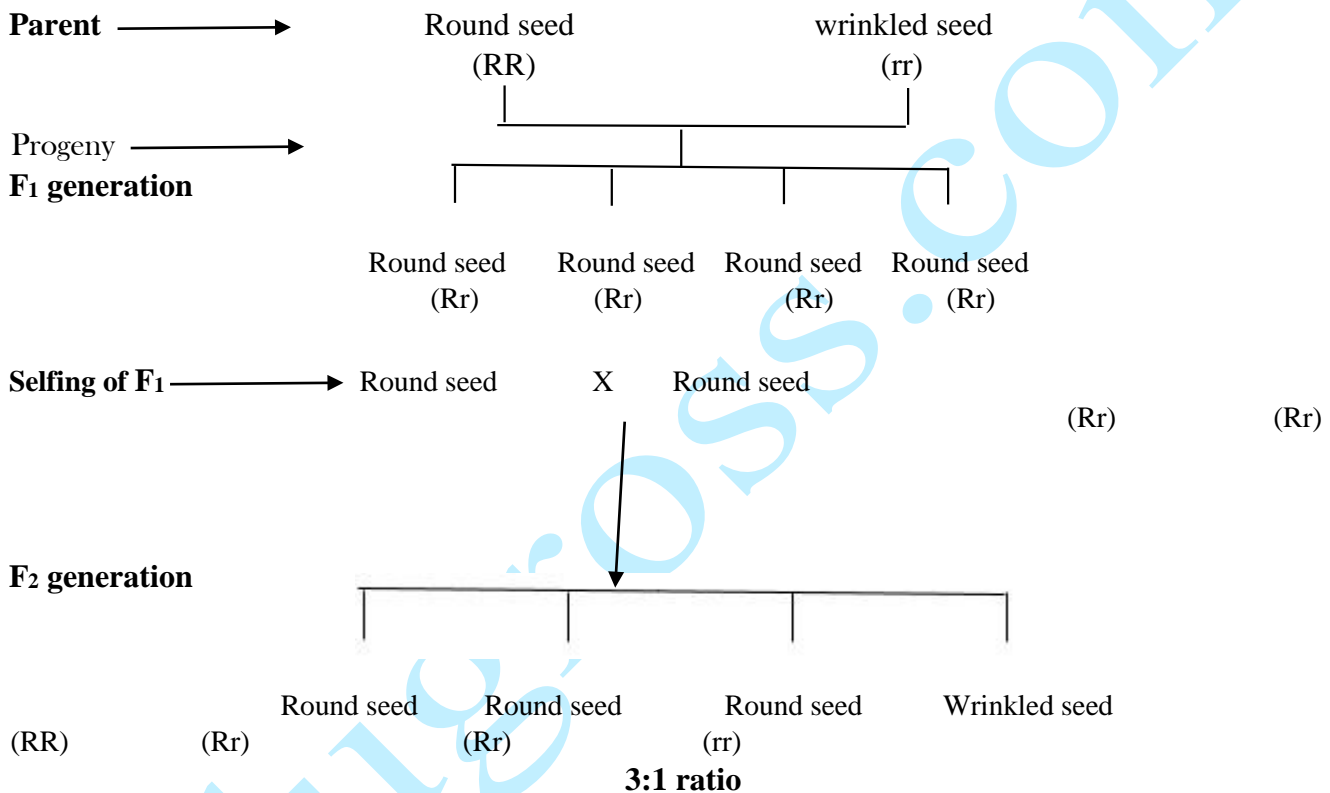 Parent Round seed wrinkled seed
(RR) (rr)
Progeny
F1 generation
Round seed Round seed Round seed Round seed
(Rr) (Rr) (Rr) (Rr)
Selfing of F1 Round seed X Round seed
(Rr) (Rr)
F2 generation
Round seed Round seed Round seed Wrinkled seed
(RR) (Rr) (Rr) (rr)
3:1 ratio